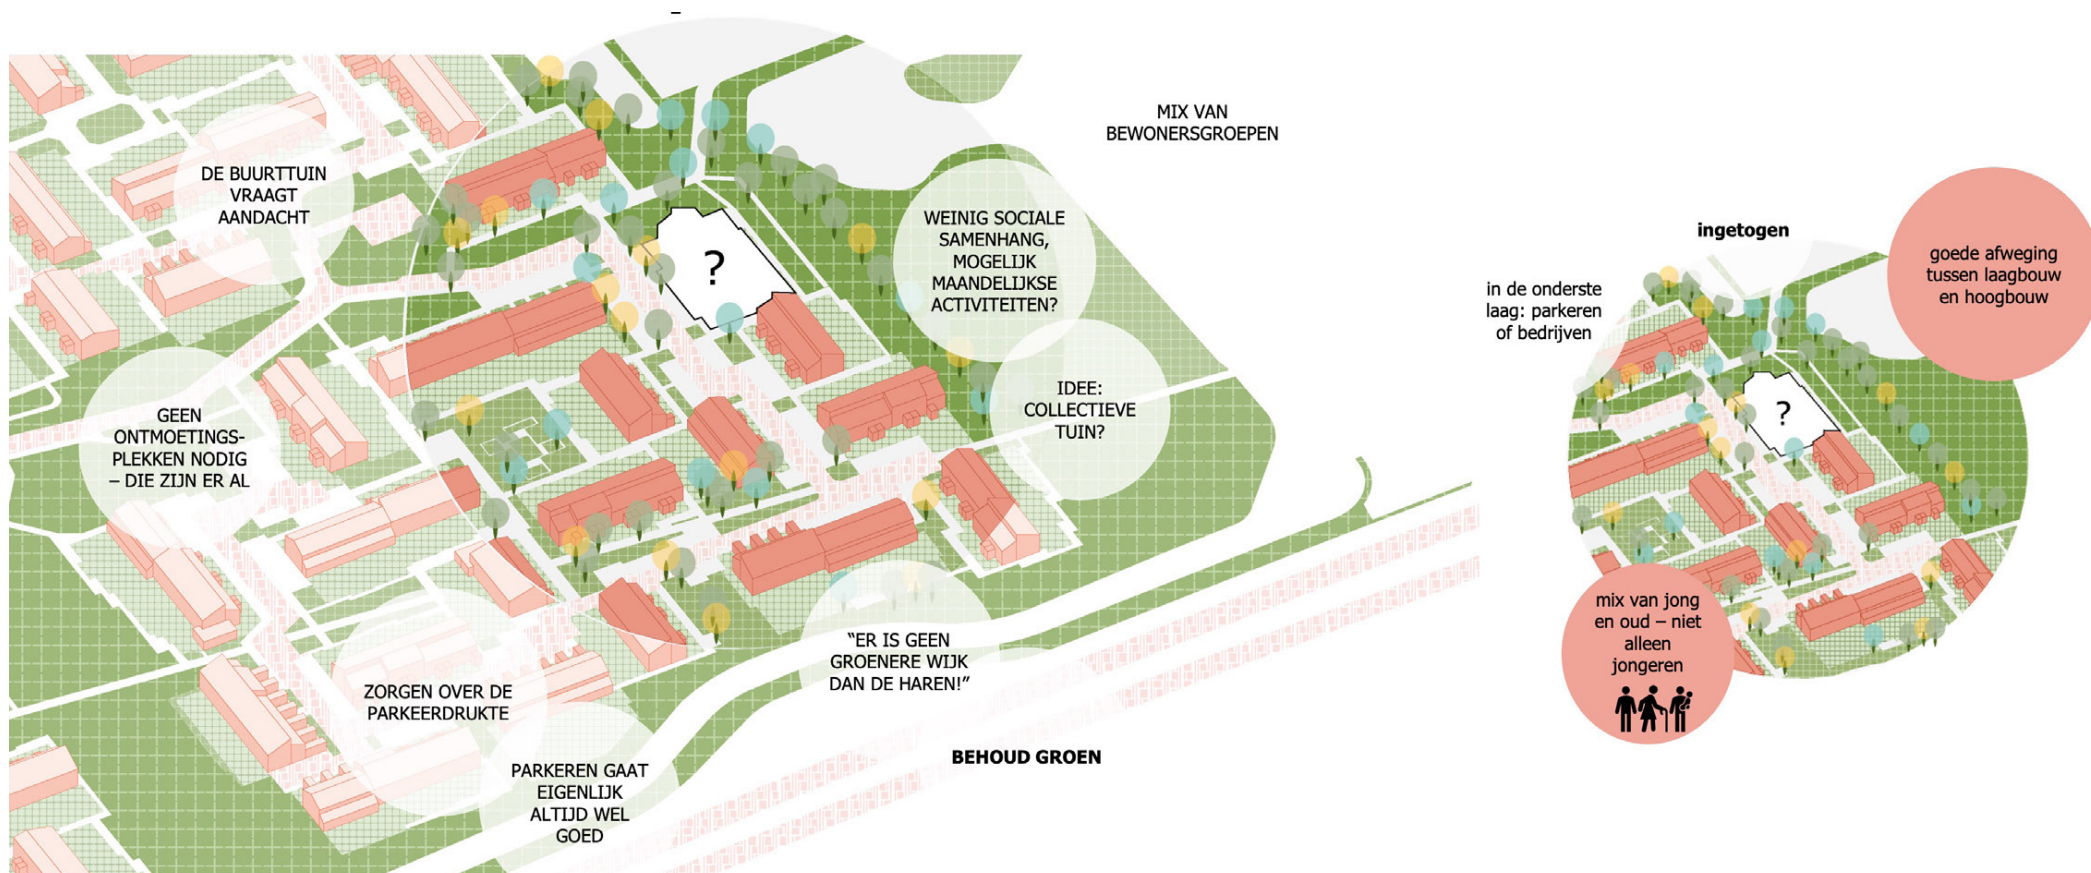 MIX VAN
BEWONERSGROEPEN
DE BUURTTUIN
VRAAGT
AANDACHT
WEINIG SOCIALE
SAMENHANG,
MOGELIJK
MAANDELIJKSE
ACTIVITEITEN?
?
IDEE:
COLLECTIEVE
TUIN?
GEEN
ONTMOETINGS-
PLEKKEN NODIG
– DIE ZIJN ER AL
"ER IS GEEN
GROENERE WIJK
DAN DE HAREN!"
ZORGEN OVER DE
PARKEERDRUKTE
BEHOUD GROEN
PARKEREN GAAT
EIGENLIJK
ALTIJD WEL
GOED
ingetogen
goede afweging
tussen laagbouw
en hoogbouw
in de onderste
laag: parkeren
of bedrijven
?
mix van jong
en oud – niet
alleen
jongeren